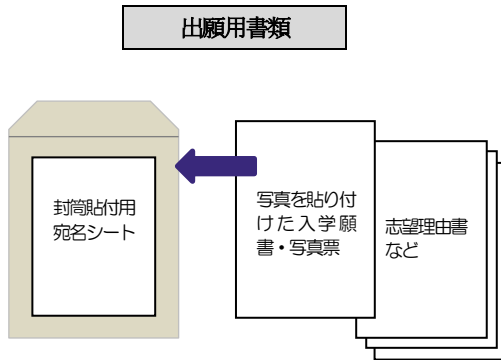 出願用書類
封筒貼付用
宛名シート
写真を貼り付
けた入学願
書・写真票
志望理由書
など